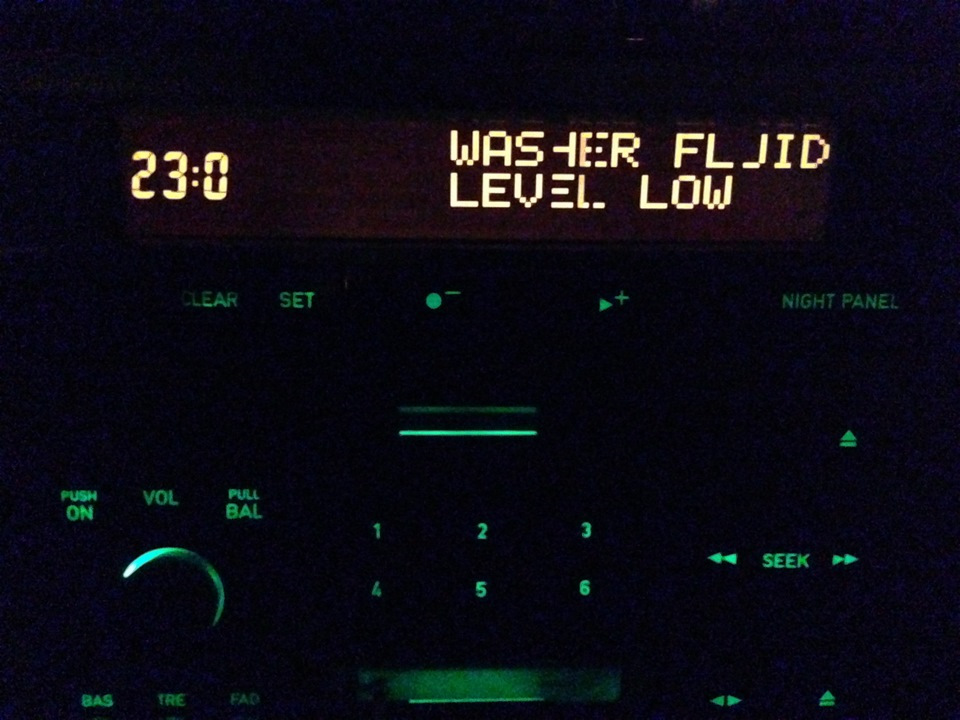 23:0
WASHER FLUID
LEVEL LOW
CLEAR SET - + NIGHT PANEL
PUSH ON VOL PULL BAL
1 2 3
SEEK
4 5 6
BAS TRE FAD